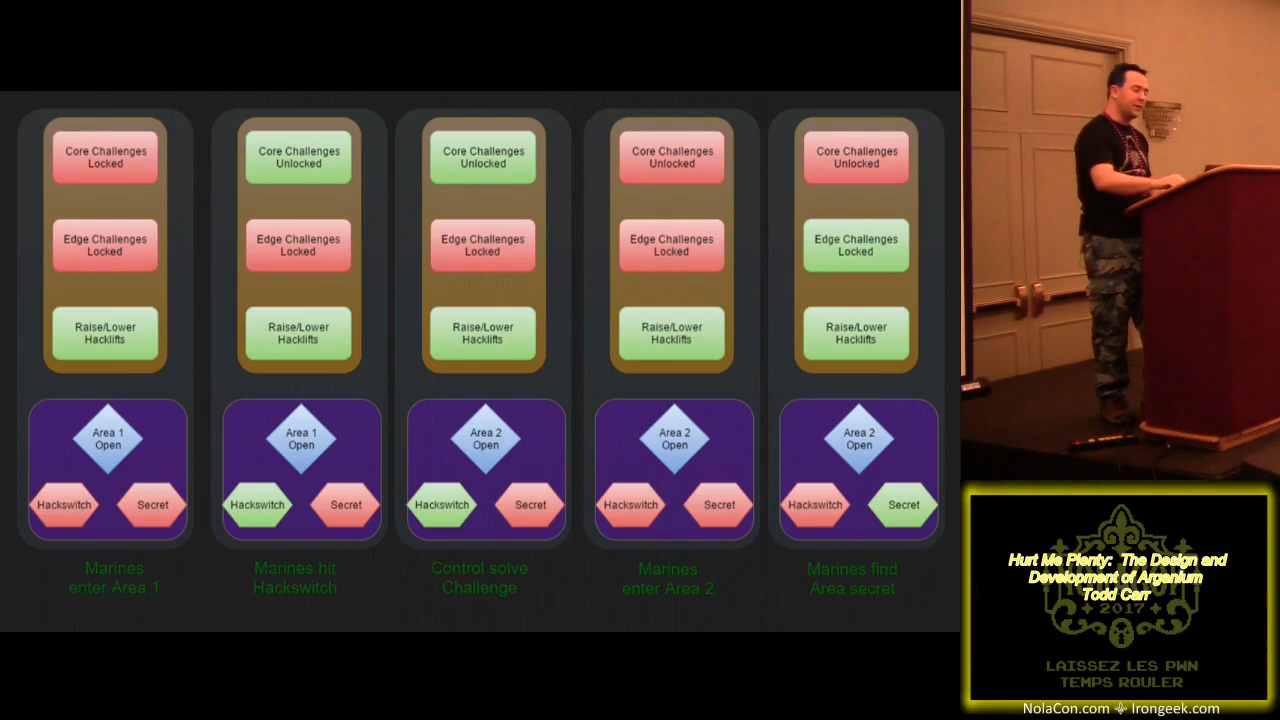 Core Challenges
Locked
Edge Challenges
Locked
Raise/Lower
Hacklifts
Area 1
Open
Hackswitch
Secret
Marines
enter Area 1
Core Challenges
Unlocked
Edge Challenges
Locked
Raise/Lower
Hacklifts
Area 1
Open
Hackswitch
Secret
Marines hit
Hackswitch
Core Challenges
Unlocked
Edge Challenges
Locked
Raise/Lower
Hacklifts
Area 2
Open
Hackswitch
Secret
Control solve
Challenge
Core Challenges
Unlocked
Edge Challenges
Locked
Raise/Lower
Hacklifts
Area 2
Open
Hackswitch
Secret
Marines
enter Area 2
Core Challenges
Unlocked
Edge Challenges
Locked
Raise/Lower
Hacklifts
Area 2
Open
Hackswitch
Secret
Marines find
Area secret
Hurt Me Plenty: The Design and
Development of Arganium
Todd Carr
2017
LAISSEZ LES PWN
TEMPS ROULER
NolaCon.com ⚜ Irongeek.com